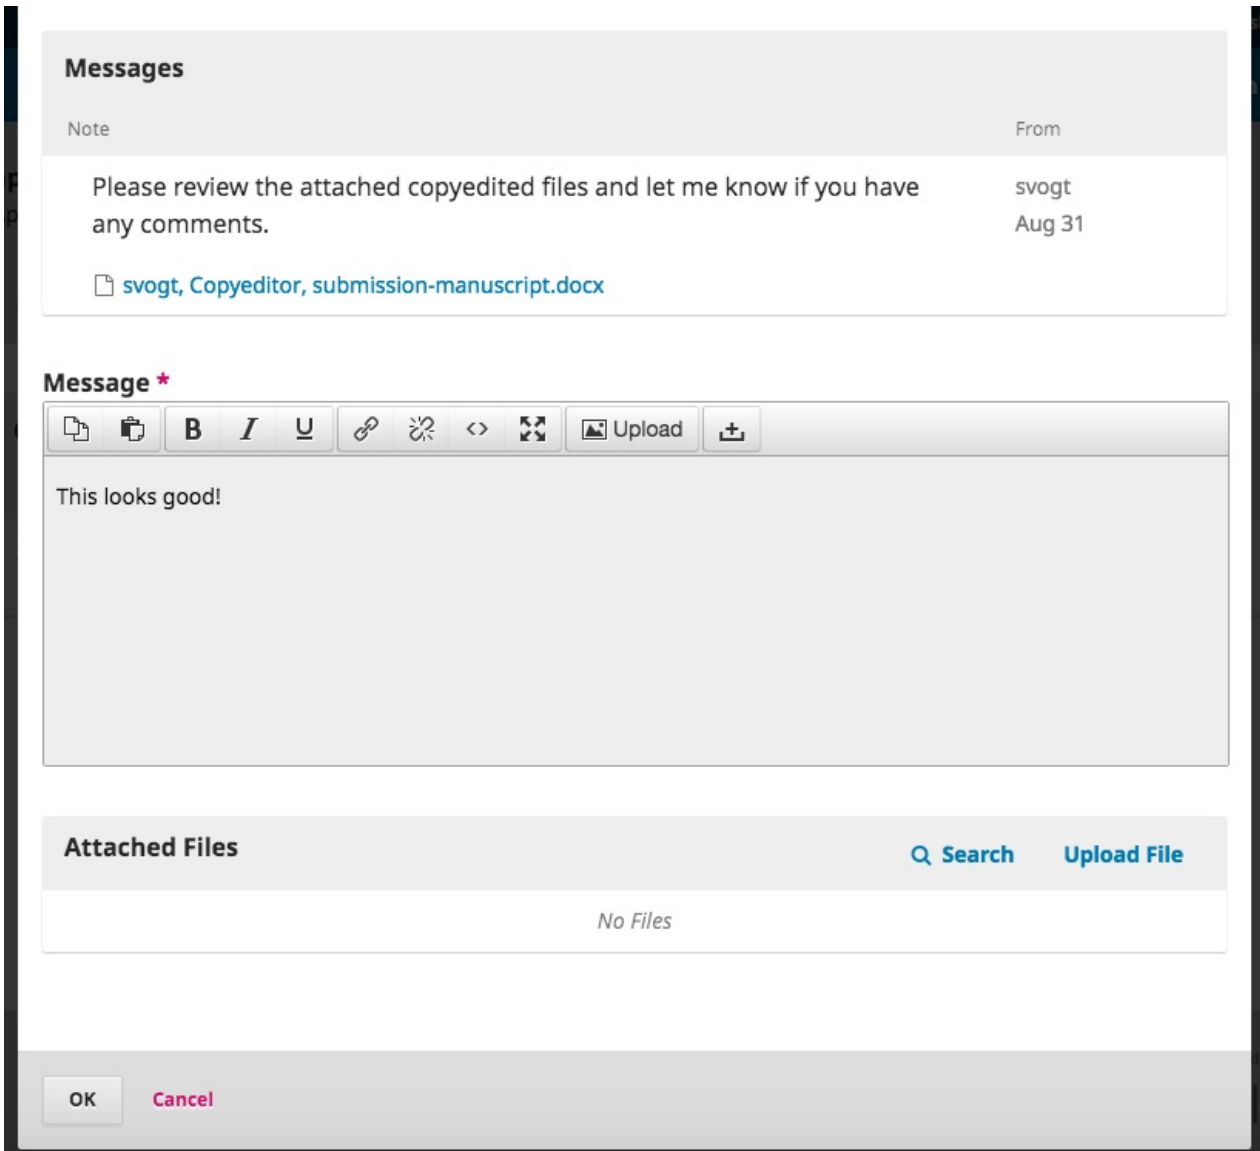 Messages
Note From
Please review the attached copyedited files and let me know if you have svogt
any comments. Aug 31
svogt, Copyeditor, submission-manuscript.docx
Message *
B I U <> Upload
This looks good!
Attached Files Search Upload File
No Files
OK Cancel